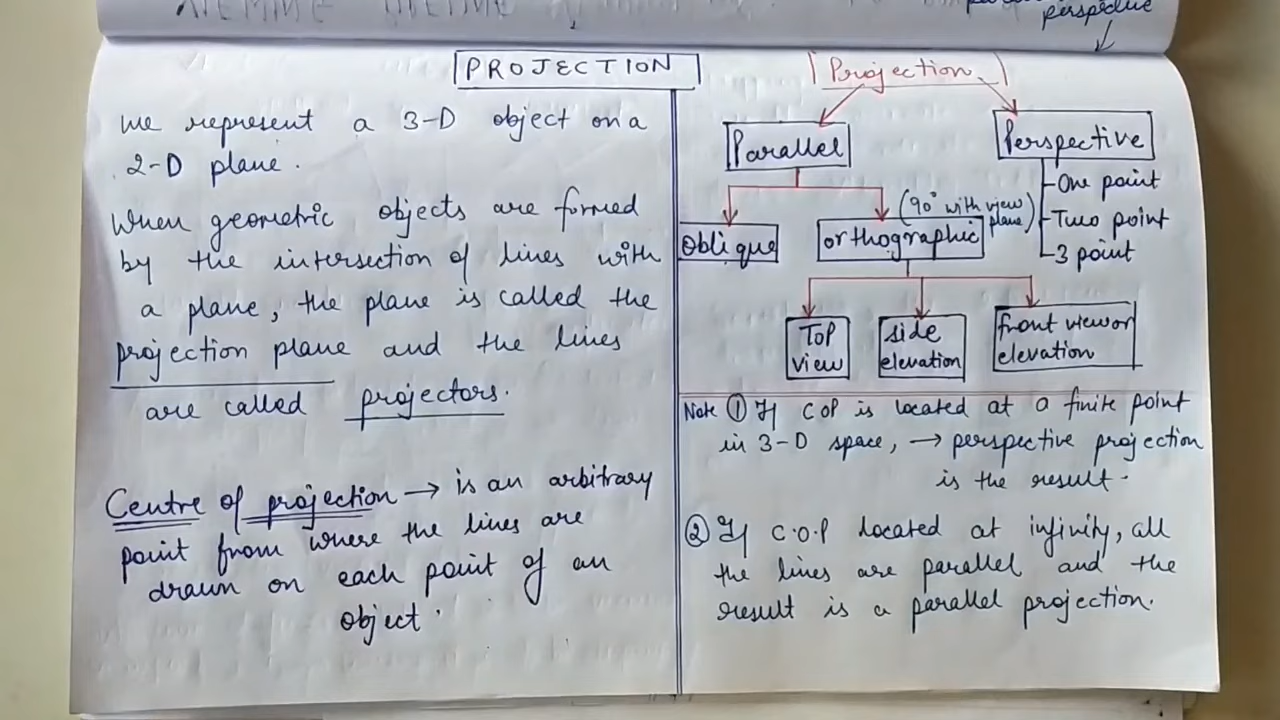 perspective
PROJECTION
we represent a 3-D object on a
2-D plane.
When geometric objects are formed
by the intersection of lines with
a plane, the plane is called the
projection plane and the lines
are called projectors.
Centre of projection → is an arbitrary
point from where the lines are
drawn on each point of an
object.
Projection
Parallel
Perspective
One point
Two point
3 point
oblique
orthographic
(90° with view
plane)
Top
view
side
elevation
front view or
elevation
Note ① If COP is located at a finite point
in 3-D space, → perspective projection
is the result.
② If C.O.P located at infinity, all
the lines are parallel and the
result is a parallel projection.